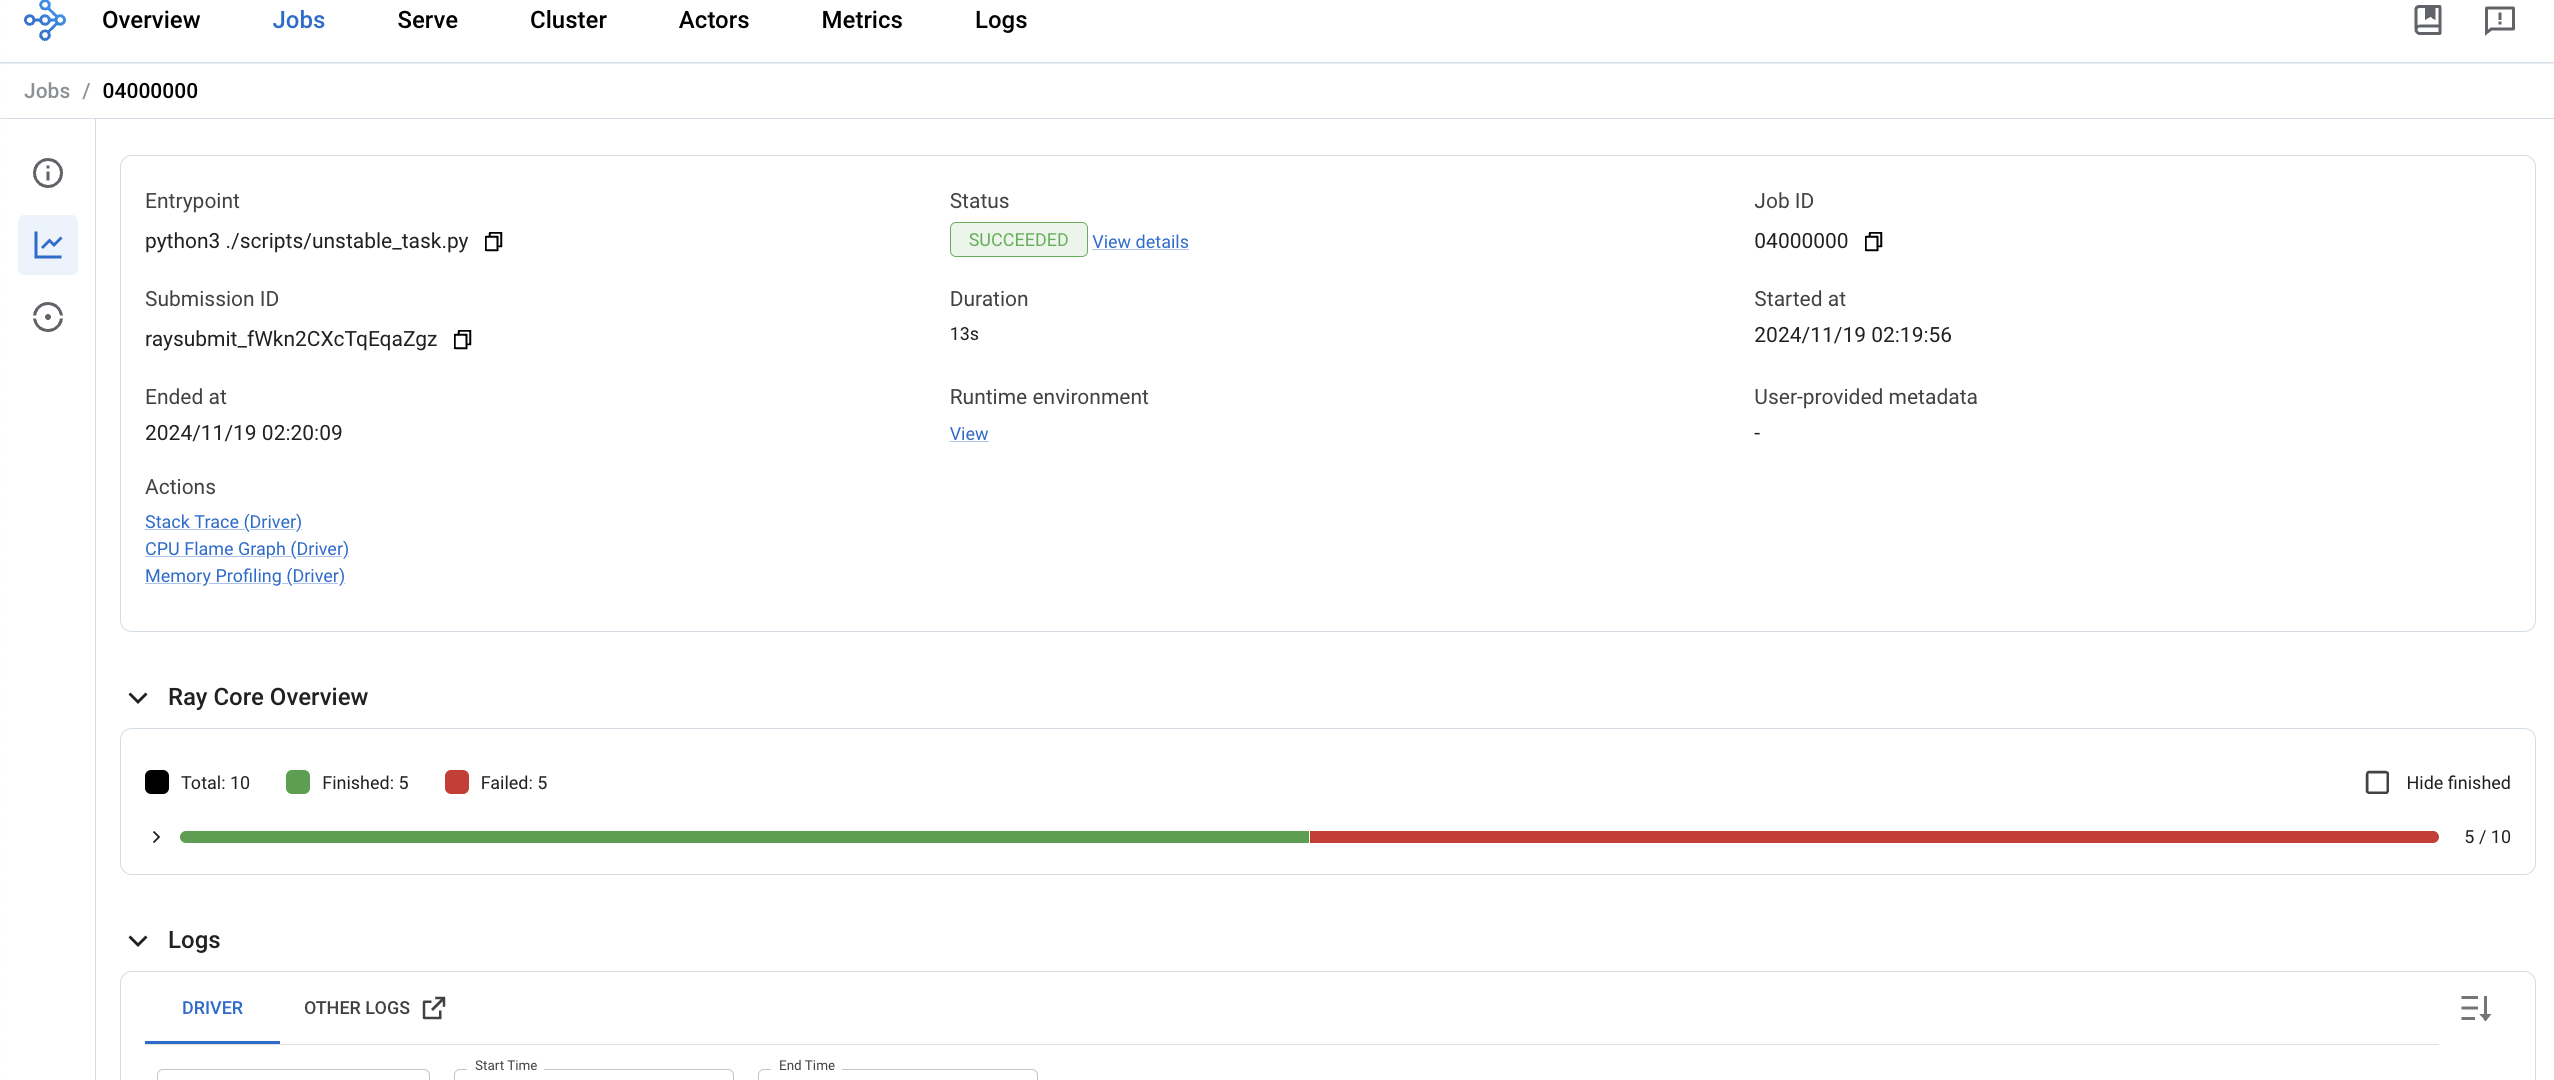 Overview Jobs Serve Cluster Actors Metrics Logs
Jobs / 04000000
Entrypoint
python3 ./scripts/unstable_task.py
Status
SUCCEEDED View details
Job ID
04000000
Submission ID
raysubmit_fWkn2CXcTqEqaZgz
Duration
13s
Started at
2024/11/19 02:19:56
Ended at
2024/11/19 02:20:09
Runtime environment
View
User-provided metadata
-
Actions
Stack Trace (Driver)
CPU Flame Graph (Driver)
Memory Profiling (Driver)
Ray Core Overview
Total: 10 Finished: 5 Failed: 5 Hide finished
5 / 10
Logs
DRIVER OTHER LOGS
Start Time End Time